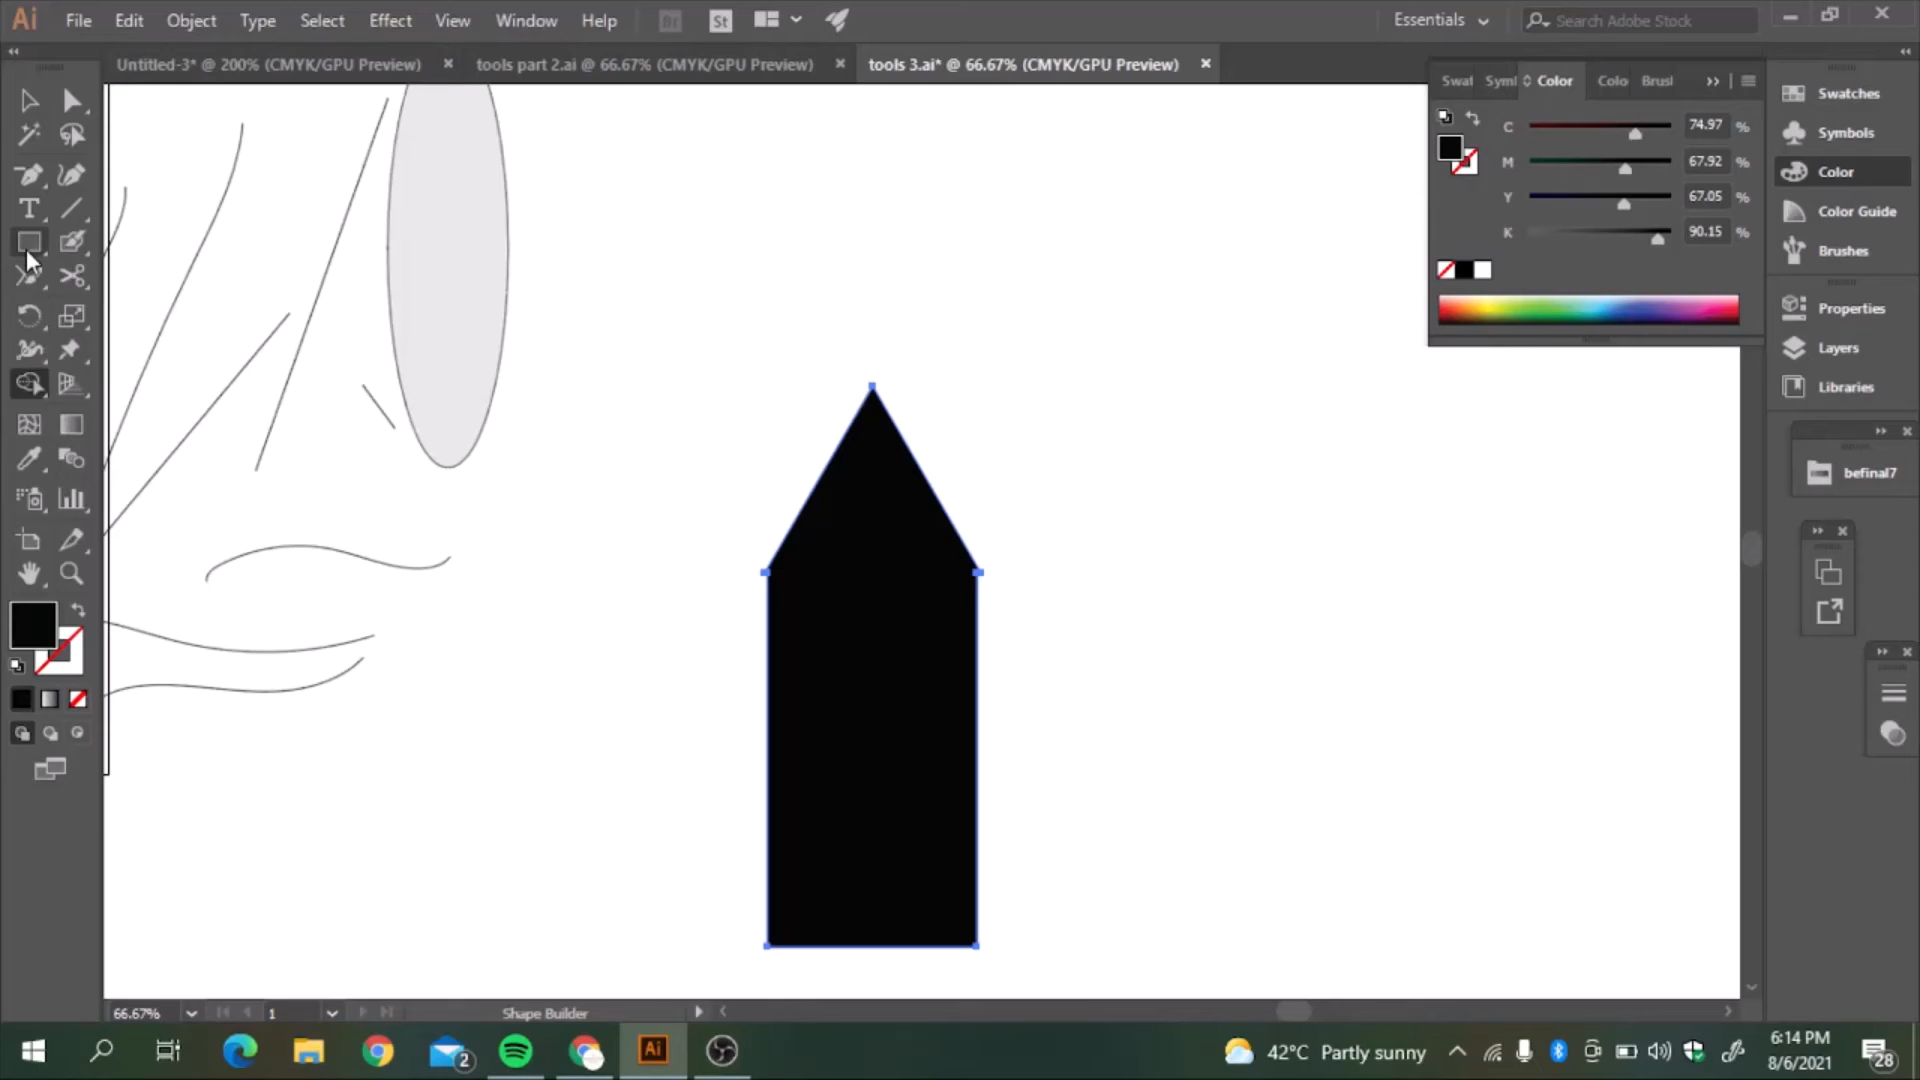 Ai File Edit Object Type Select Effect View Window Help Br St Essentials Search Adobe Stock
Untitled-3* @ 200% (CMYK/GPU Preview) × tools part 2.ai @ 66.67% (CMYK/GPU Preview) × tools 3.ai* @ 66.67% (CMYK/GPU Preview) ×
Swat Syml Color Colo Brusl
C 74.97 %
M 67.92 %
Y 67.05 %
K 90.15 %
Swatches
Symbols
Color
Color Guide
Brushes
Properties
Layers
Libraries
befinal7
T
66.67% 1 Shape Builder
2 Ai 42°C Partly sunny 6:14 PM
8/6/2021 28